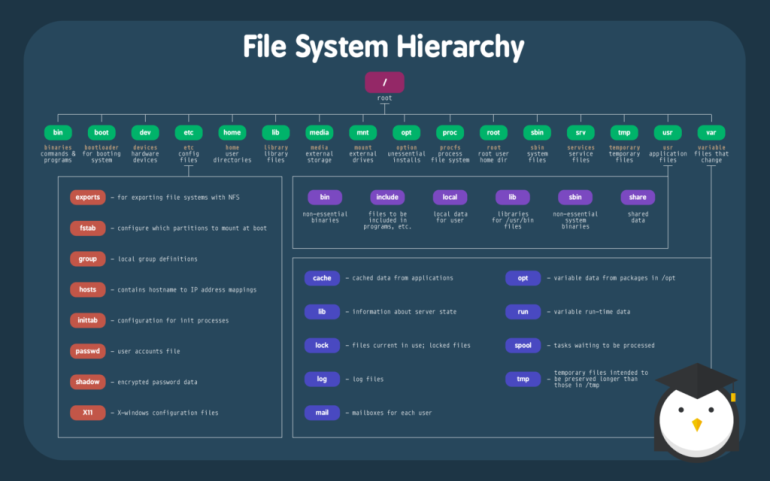 File System Hierarchy
/
root
bin boot dev etc home lib media mnt opt proc root sbin srv tmp usr var
binaries bootloader dev etc home library media mount option procfs root sbin services temporary usr variable
commands & for booting hardware config user library external external unessential process root user system service temporary application files that
programs system devices files directories files storage drives installs file system home dir files files files files change
exports – for exporting file systems with NFS
fstab – configure which partitions to mount at boot
group – local group definitions
hosts – contains hostname to IP address mappings
inittab – configuration for init processes
passwd – user accounts file
shadow – encrypted password data
X11 – X-windows configuration files
bin include local lib sbin share
non-essential files to be local data libraries non-essential shared
binaries included in for user for /usr/bin system data
programs, etc. files binaries
cache – cached data from applications
lib – information about server state
lock – files current in use; locked files
log – log files
mail – mailboxes for each user
opt – variable data from packages in /opt
run – variable run-time data
spool – tasks waiting to be processed
tmp – temporary files intended to
be preserved longer than
those in /tmp